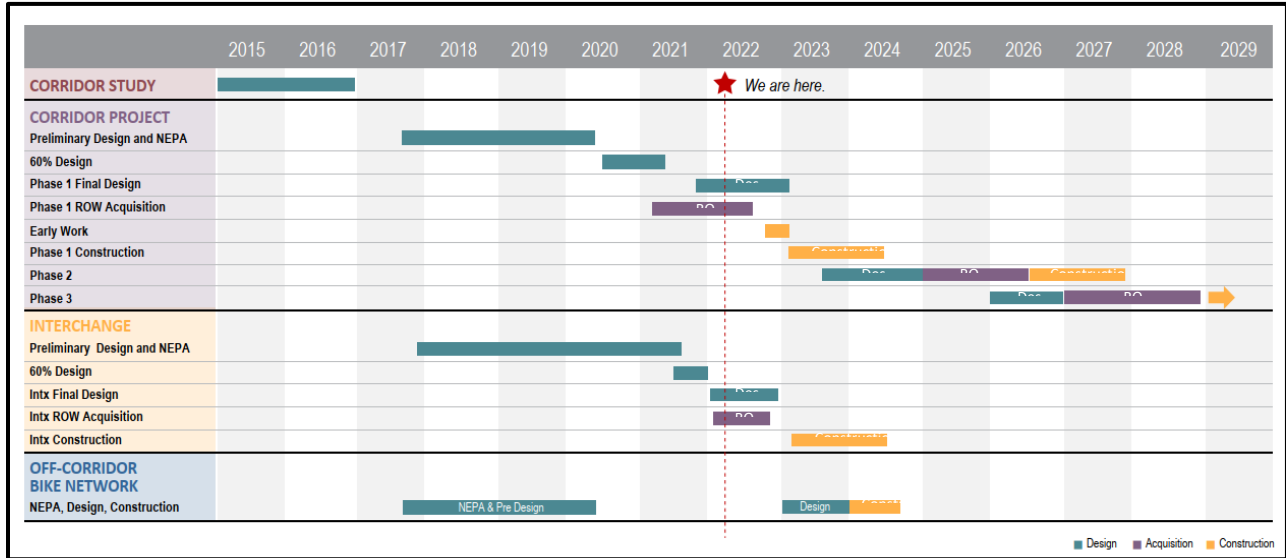 2015 2016 2017 2018 2019 2020 2021 2022 2023 2024 2025 2026 2027 2028 2029
CORRIDOR STUDY
We are here.
CORRIDOR PROJECT
Preliminary Design and NEPA
60% Design
Phase 1 Final Design
Phase 1 ROW Acquisition
Early Work
Phase 1 Construction Construction
Phase 2 Construction
Phase 3
INTERCHANGE
Preliminary Design and NEPA
60% Design
Intx Final Design
Intx ROW Acquisition
Intx Construction Construction
OFF-CORRIDOR
BIKE NETWORK
NEPA, Design, Construction NEPA & Pre Design Design
Design Acquisition Construction